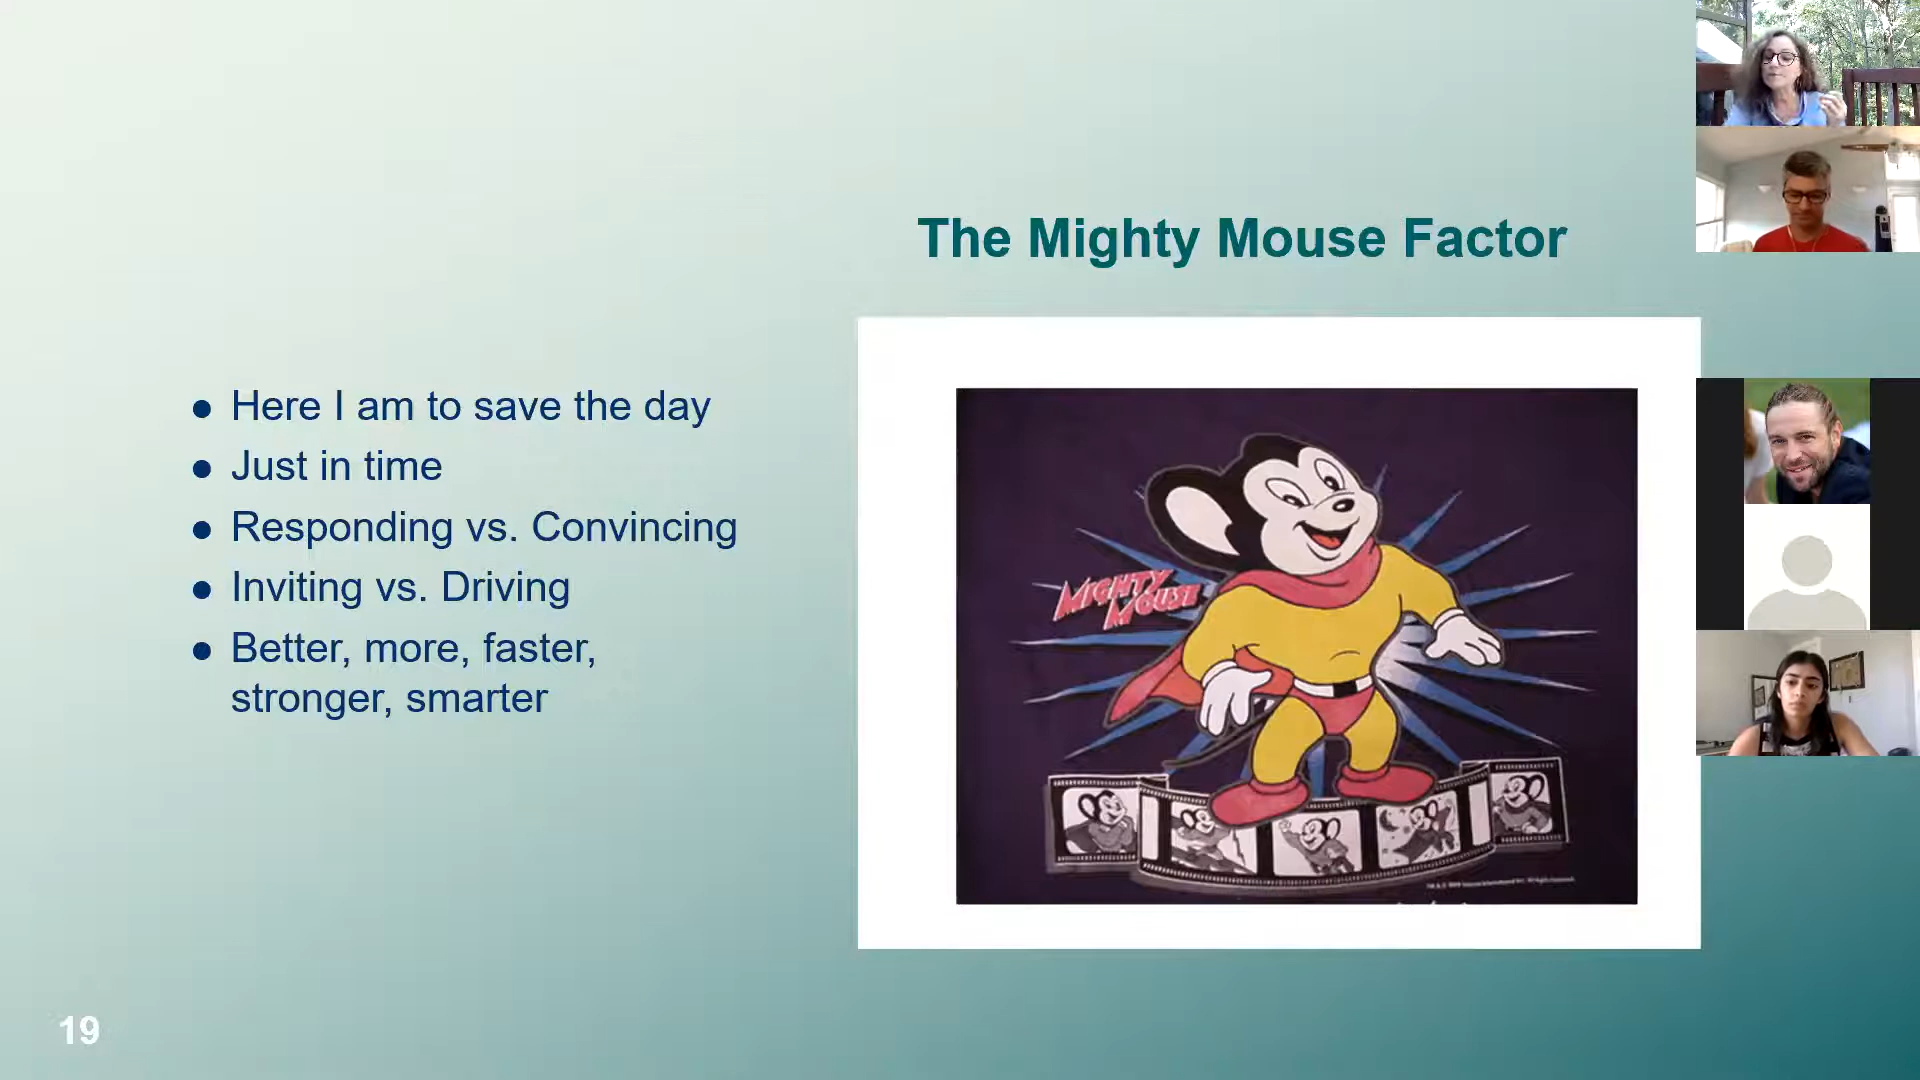 The Mighty Mouse Factor
Here I am to save the day
Just in time
Responding vs. Convincing
Inviting vs. Driving
Better, more, faster,
stronger, smarter
MIGHTY
MOUSE
19